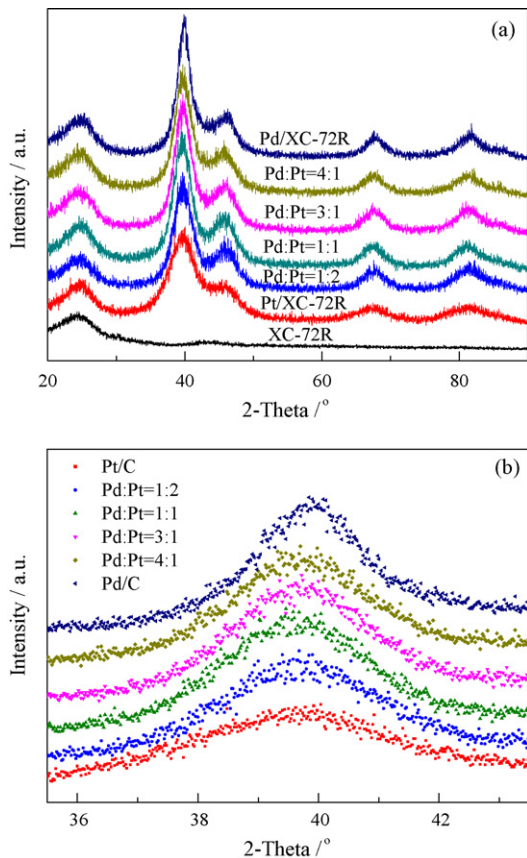 (a)
Intensity / a.u.
Pd/XC-72R
Pd:Pt=4:1
Pd:Pt=3:1
Pd:Pt=1:1
Pd:Pt=1:2
Pt/XC-72R
XC-72R
20 40 60 80
2-Theta /°
(b)
Intensity / a.u.
Pt/C
Pd:Pt=1:2
Pd:Pt=1:1
Pd:Pt=3:1
Pd:Pt=4:1
Pd/C
36 38 40 42
2-Theta /°